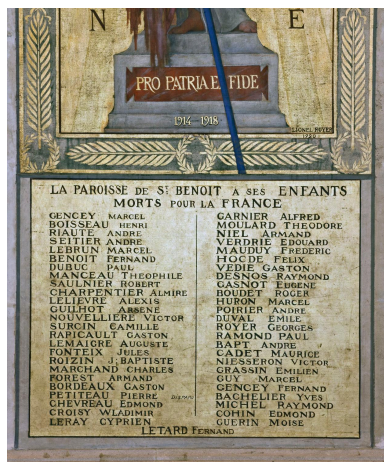 N E
PRO PATRIA ET FIDE
1914-1918
LIONEL ROYER
LA PAROISSE DE St BENOIT A SES ENFANTS
MORTS POUR LA FRANCE
GENCEY MARCEL
BOISSEAU HENRI
RIAUTE ANDRE
SEITIER ANDRE
LEBRUN MARCEL
BENOIT FERNAND
DUBUC PAUL
MANCEAU THEOPHILE
SAULNIER ROBERT
CHARPENTIER ALMIRE
LELIEVRE ALEXIS
GUILHOT ARSENE
NOUVELLIERE VICTOR
SURCIN CAMILLE
RABICAULT GASTON
LEMAIGRE AUGUSTE
FONTEIX JULES
ROIZIN J. BAPTISTE
MARCHAND CHARLES
FOREST ARMAND
BORDEAUX GASTON
PETITEAU PIERRE
CHEVREAU EDMOND
CROISY WLADIMIR
LERAY CYPRIEN
GARNIER ALFRED
MOULARD THEODORE
NIEL ARMAND
VERDRIE EDOUARD
MAUDUY FREDERIC
HOCDE FELIX
VEDIE GASTON
DESNOS RAYMOND
GASNOT EUGENE
BOUDET ROGER
HURON MARCEL
POIRIER ANDRE
DUVAL EMILE
ROYER GEORGES
RAMOND PAUL
BAPT ANDRE
CADET MAURICE
NIESSERON VICTOR
GRASSIN EMILIEN
GUY MARCEL
GENCEY FERNAND
BACHELIER YVES
MICHEL RAYMOND
COHIN EDMOND
GUERIN MOISE
LETARD FERNAND